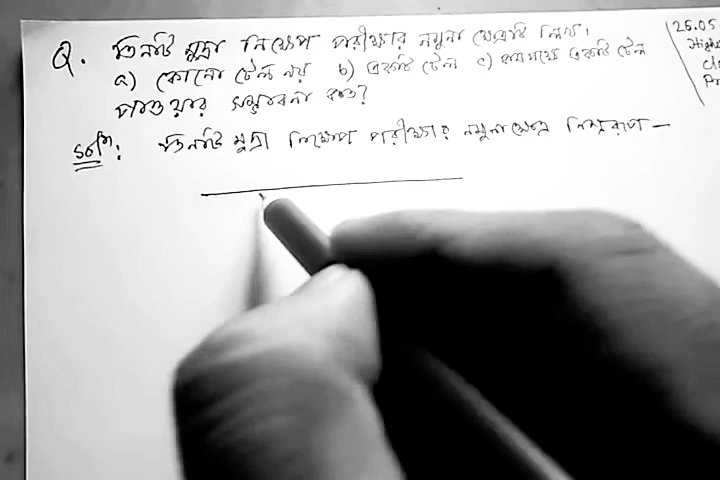 Q. তিনটি মুদ্রা নিক্ষেপ পরীক্ষার নমুনা ক্ষেত্রটি লিখ।
a) কোনো টেল নয় b) একটি টেল c) কমপক্ষে একটি টেল
পাওয়ার সম্ভাবনা কত?
Solⁿ: তিনটি মুদ্রা নিক্ষেপ পরীক্ষার নমুনাক্ষেত্র নিম্নরূপ —
25.05
Highe